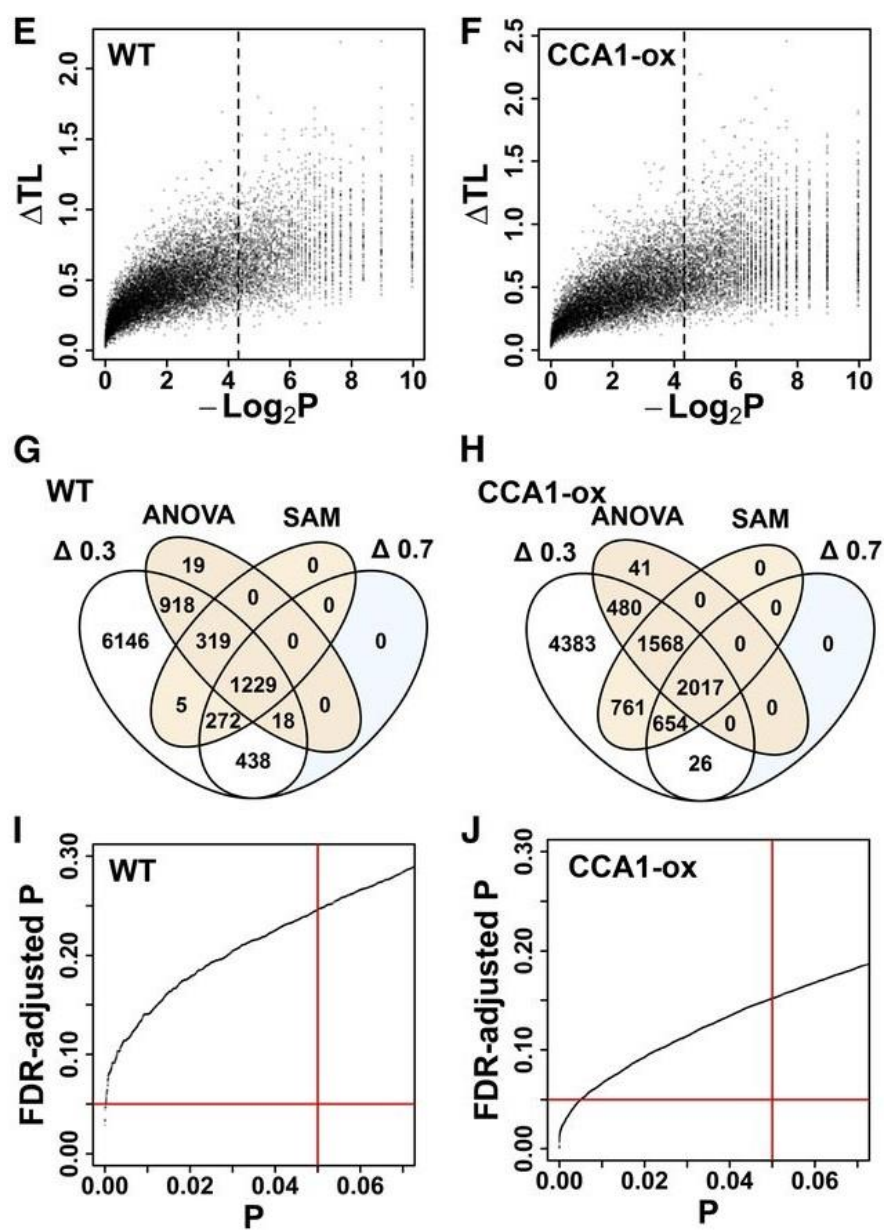 E
WT
ΔTL
2.0
1.5
1.0
0.5
0.0
0 2 4 6 8 10
−Log₂P
F
CCA1-ox
ΔTL
2.5
2.0
1.5
1.0
0.5
0.0
0 2 4 6 8 10
−Log₂P
G
WT
ANOVA SAM
Δ 0.3 Δ 0.7
19 0
918 0 0
6146 319 0 0
1229
5 272 18 0
438
H
CCA1-ox
ANOVA SAM
Δ 0.3 Δ 0.7
41 0
480 0 0
4383 1568 0 0
2017
761 654 0 0
26
I
WT
FDR-adjusted P
0.30
0.20
0.10
0.00
0.00 0.02 0.04 0.06
P
J
CCA1-ox
FDR-adjusted P
0.30
0.20
0.10
0.00
0.00 0.02 0.04 0.06
P